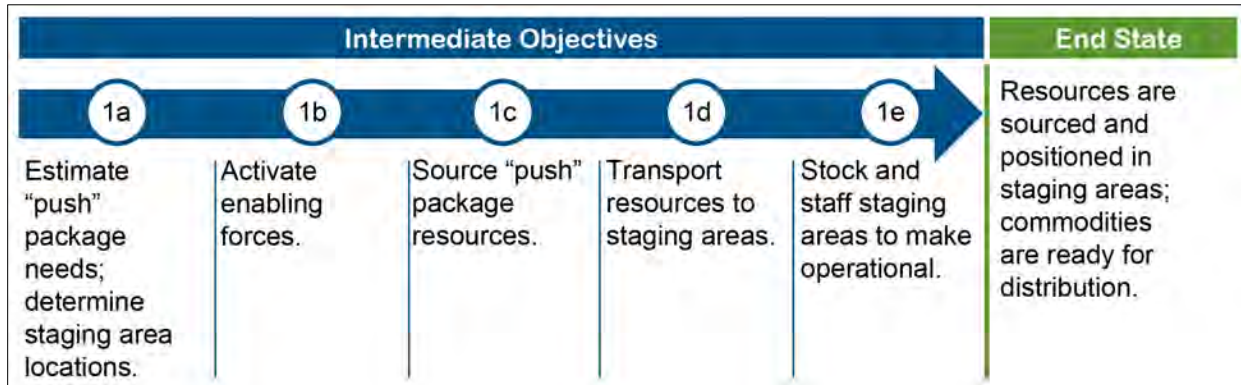 Intermediate Objectives
End State
1a
1b
1c
1d
1e
Estimate
“push”
package
needs;
determine
staging area
locations.
Activate
enabling
forces.
Source “push”
package
resources.
Transport
resources to
staging areas.
Stock and
staff staging
areas to make
operational.
Resources are
sourced and
positioned in
staging areas;
commodities
are ready for
distribution.